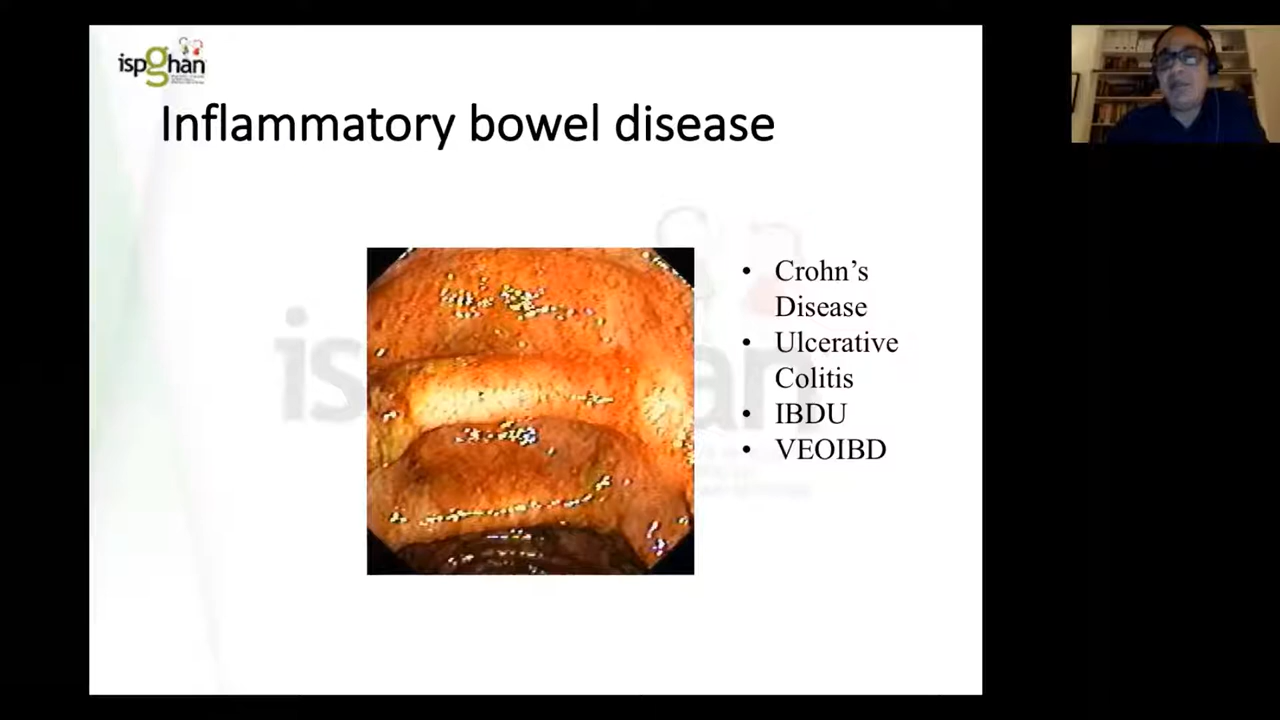 ispghan
Inflammatory bowel disease
• Crohn’s
Disease
• Ulcerative
Colitis
• IBDU
• VEOIBD